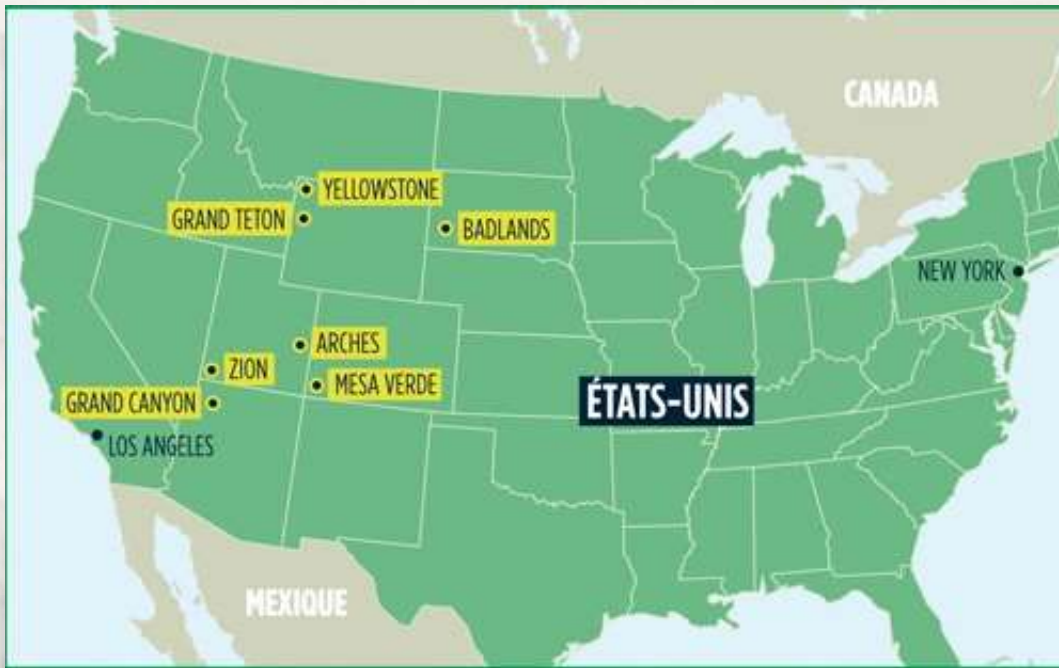 CANADA
YELLOWSTONE
GRAND TETON
BADLANDS
NEW YORK
ARCHES
ZION
MESA VERDE
GRAND CANYON
ÉTATS-UNIS
LOS ANGELES
MEXIQUE